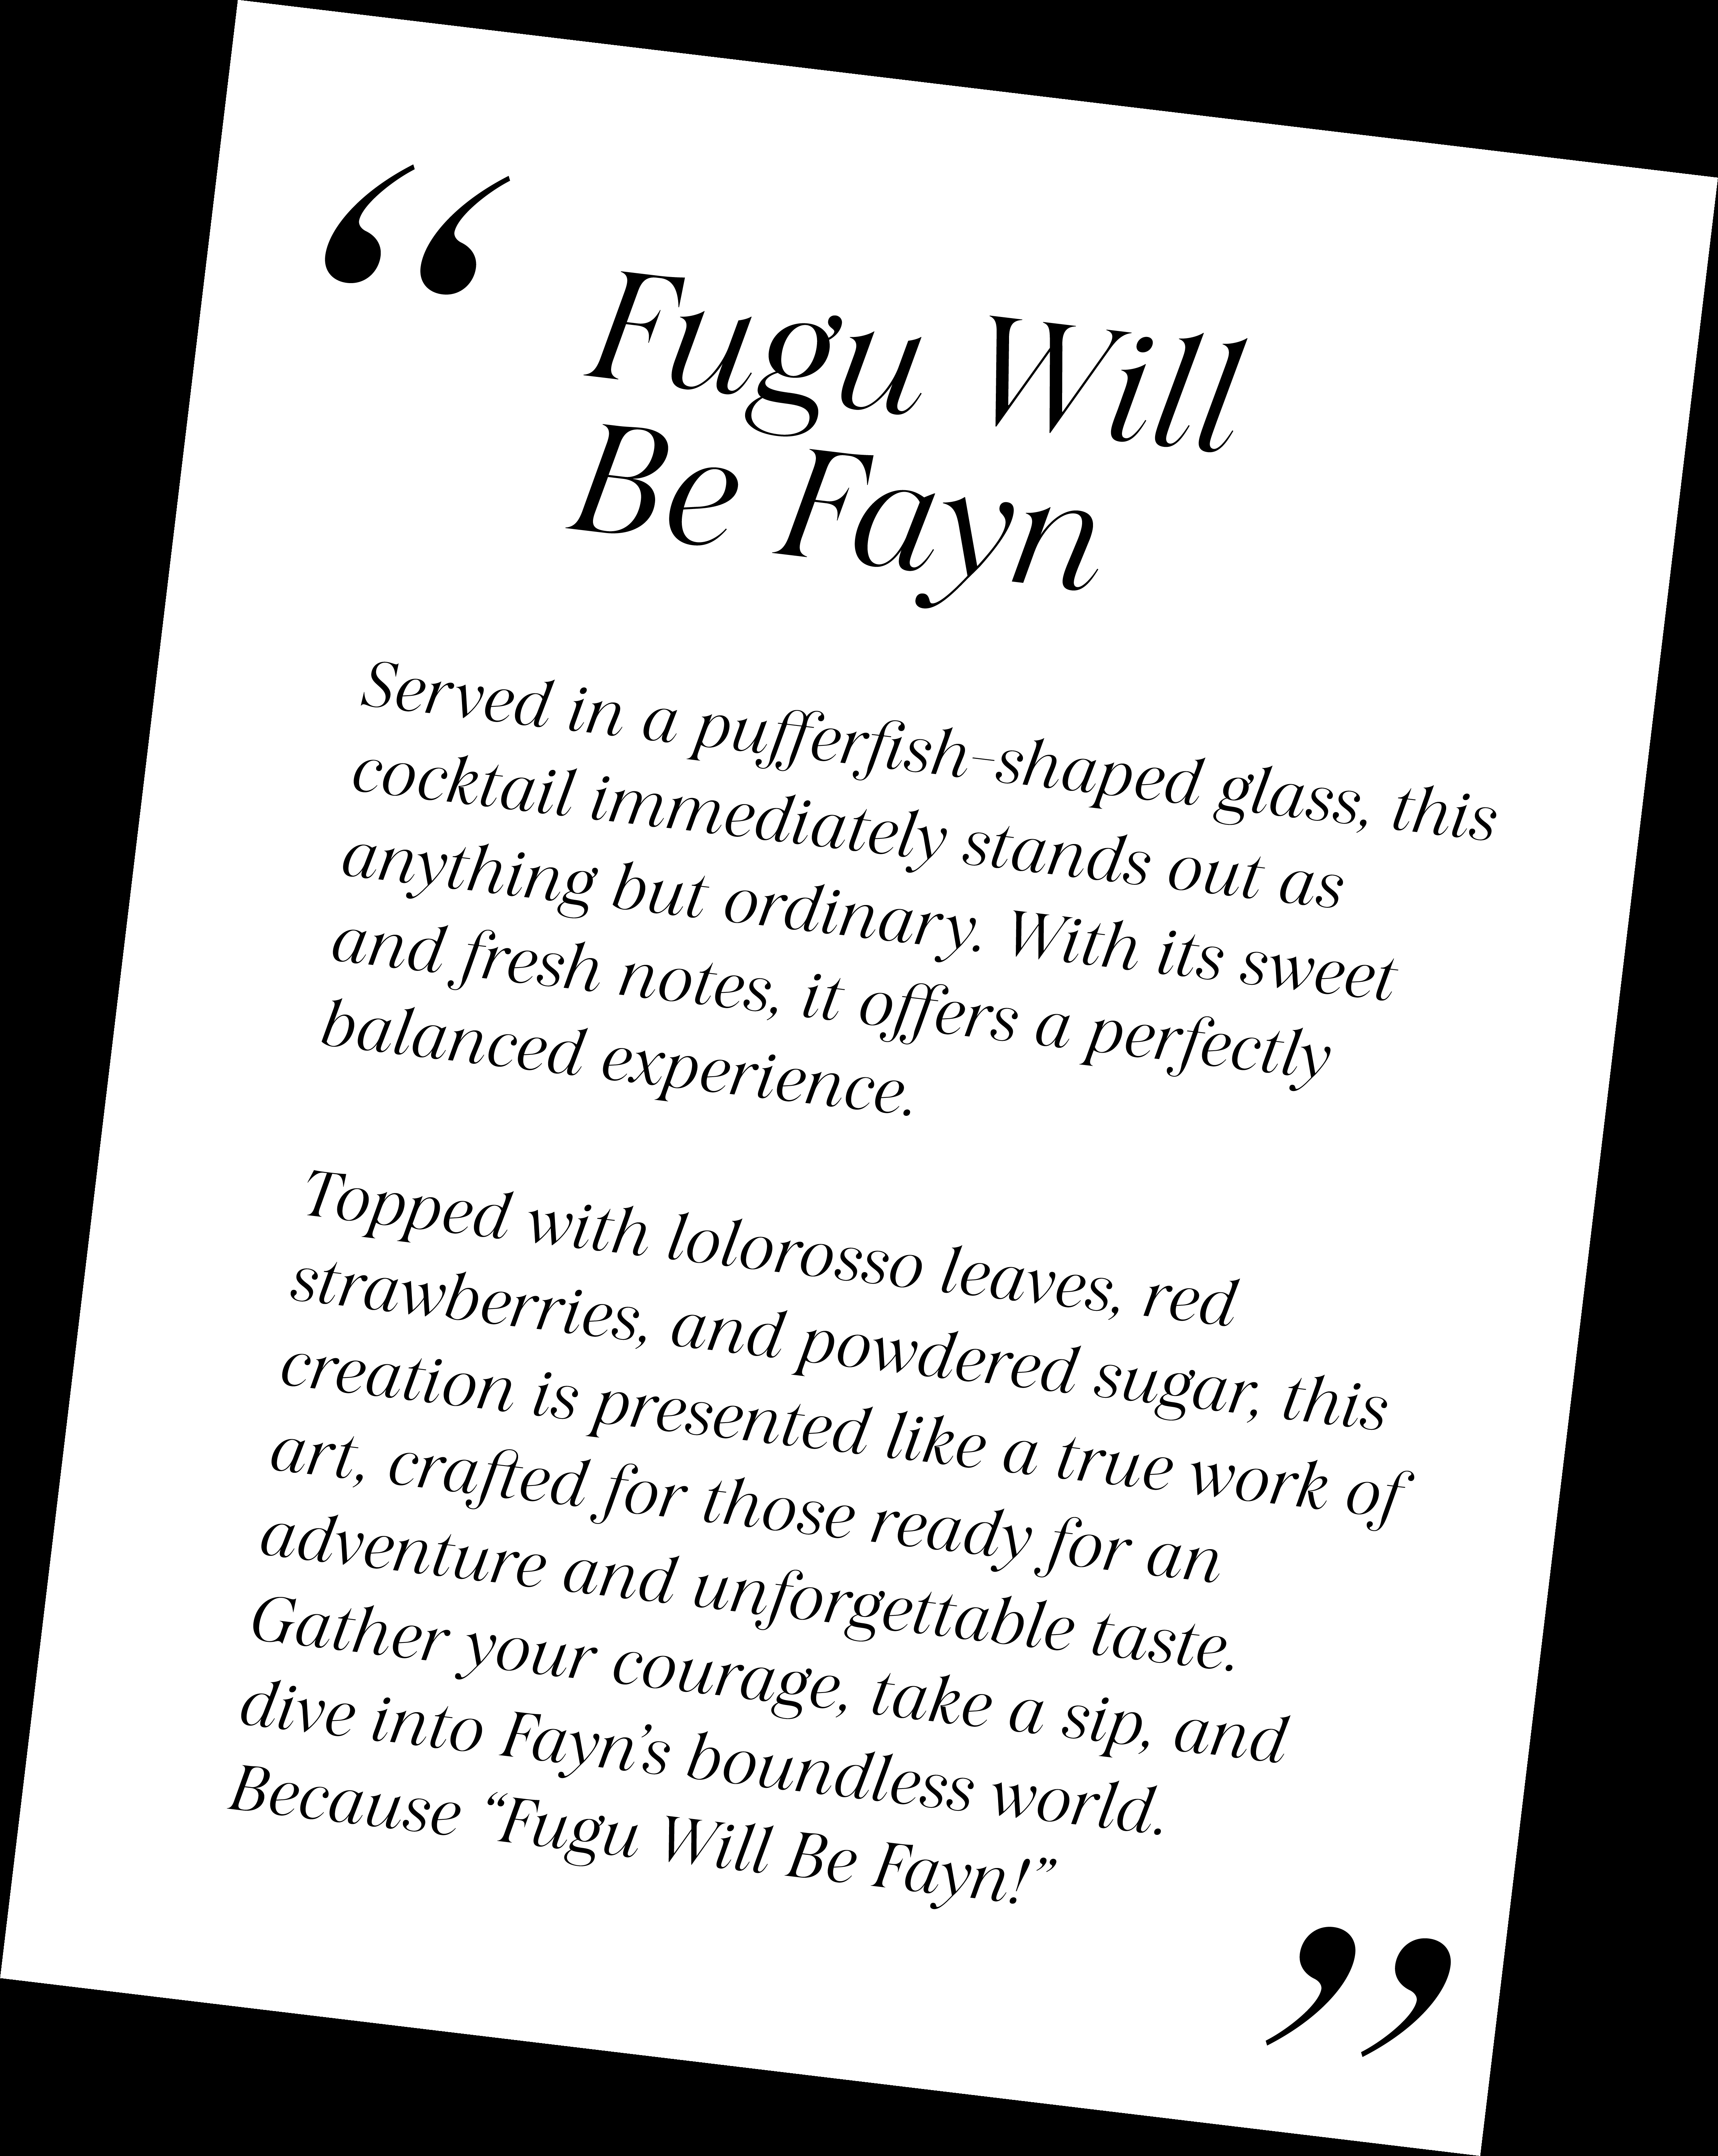 “
Fugu Will
Be Fayn
Served in a pufferfish-shaped glass, this
cocktail immediately stands out as
anything but ordinary. With its sweet
and fresh notes, it offers a perfectly
balanced experience.
Topped with lolorosso leaves, red
strawberries, and powdered sugar, this
creation is presented like a true work of
art, crafted for those ready for an
adventure and unforgettable taste.
Gather your courage, take a sip, and
dive into Fayn’s boundless world.
Because “Fugu Will Be Fayn!”
”